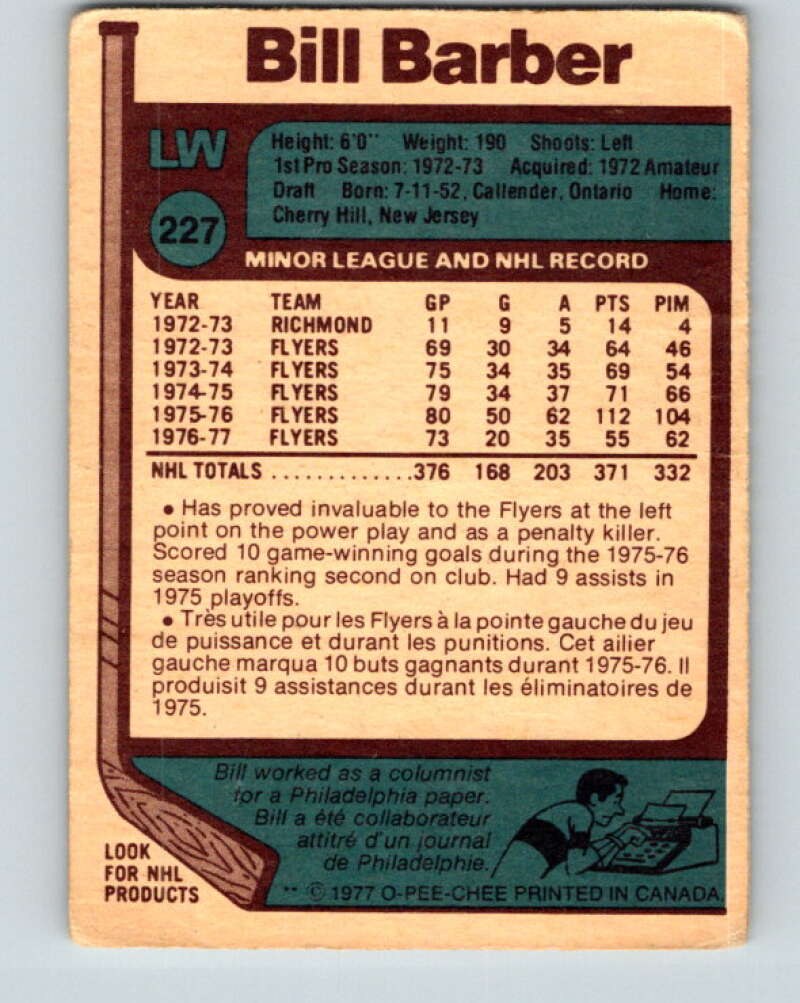 Bill Barber
LW
Height: 6'0'' Weight: 190 Shoots: Left
1st Pro Season: 1972-73 Acquired: 1972 Amateur
Draft Born: 7-11-52, Callender, Ontario Home:
Cherry Hill, New Jersey
227
MINOR LEAGUE AND NHL RECORD
YEAR TEAM GP G A PTS PIM
1972-73 RICHMOND 11 9 5 14 4
1972-73 FLYERS 69 30 34 64 46
1973-74 FLYERS 75 34 35 69 54
1974-75 FLYERS 79 34 37 71 66
1975-76 FLYERS 80 50 62 112 104
1976-77 FLYERS 73 20 35 55 62
NHL TOTALS .............376 168 203 371 332
• Has proved invaluable to the Flyers at the left
point on the power play and as a penalty killer.
Scored 10 game-winning goals during the 1975-76
season ranking second on club. Had 9 assists in
1975 playoffs.
• Très utile pour les Flyers à la pointe gauche du jeu
de puissance et durant les punitions. Cet ailier
gauche marqua 10 buts gagnants durant 1975-76. Il
produisit 9 assistances durant les éliminatoires de
1975.
Bill worked as a columnist
for a Philadelphia paper.
Bill a été collaborateur
attitré d'un journal
de Philadelphie.
LOOK
FOR NHL
PRODUCTS
** © 1977 O-PEE-CHEE PRINTED IN CANADA